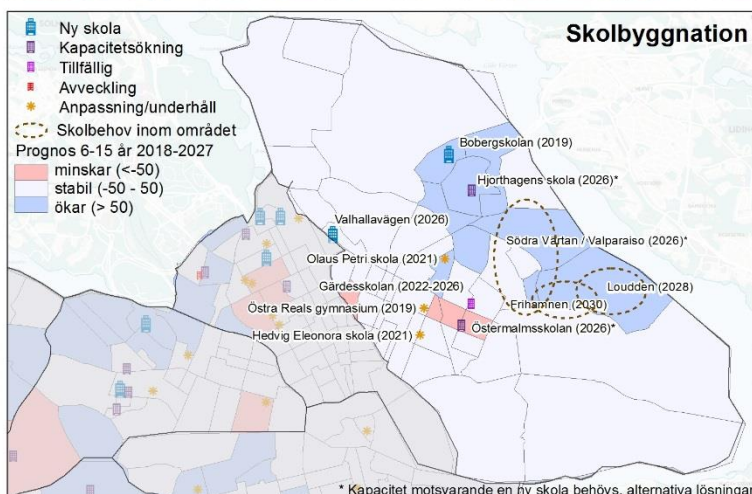 Skolbyggnation
Ny skola
Kapacitetsökning
Tillfällig
Avveckling
Anpassning/underhåll
Skolbehov inom området
Prognos 6-15 år 2018-2027
minskar (<-50)
stabil (-50 - 50)
ökar (> 50)
Bobergskolan (2019)
Hjorthagens skola (2026)*
Valhallavägen (2026)
Södra Värtan / Valparaiso (2026)*
Olaus Petri skola (2021)
Gärdesskolan (2022-2026)
Loudden (2028)
Frihamnen (2030)
Östra Reals gymnasium (2019)
Östermalmsskolan (2026)*
Hedvig Eleonora skola (2021)
* Kapacitet motsvarande en ny skola behövs, alternativa lösningar